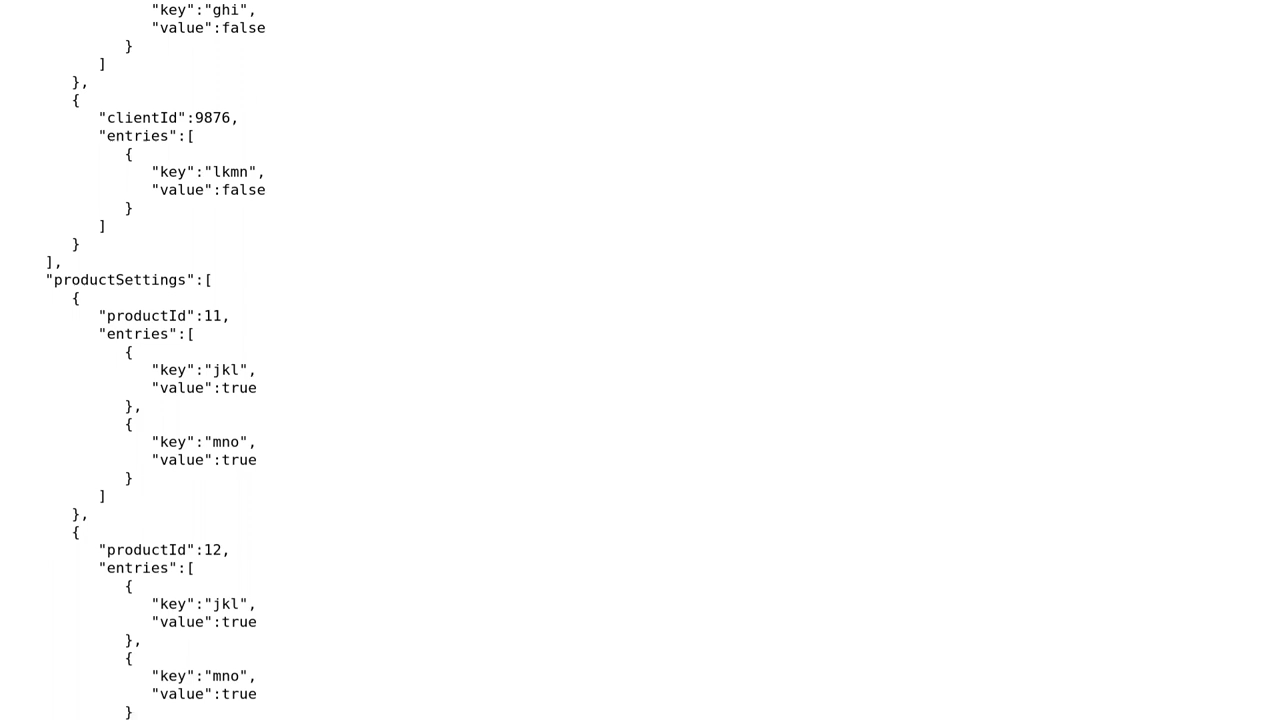 "key":"ghi",
"value":false
}
]
},
{
"clientId":9876,
"entries":[
{
"key":"lkmn",
"value":false
}
]
}
],
"productSettings":[
{
"productId":11,
"entries":[
{
"key":"jkl",
"value":true
},
{
"key":"mno",
"value":true
}
]
},
{
"productId":12,
"entries":[
{
"key":"jkl",
"value":true
},
{
"key":"mno",
"value":true
}